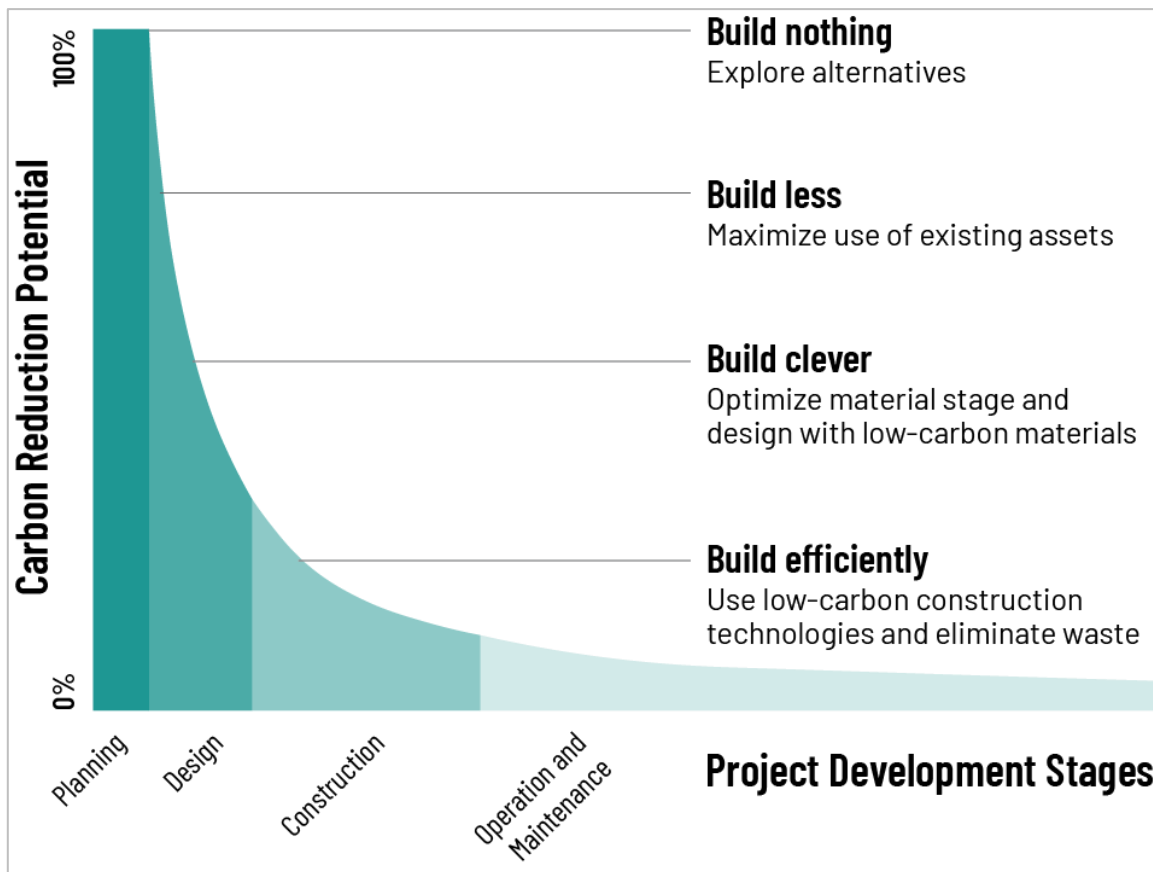 100%
Carbon Reduction Potential
0%
Build nothing
Explore alternatives
Build less
Maximize use of existing assets
Build clever
Optimize material stage and
design with low-carbon materials
Build efficiently
Use low-carbon construction
technologies and eliminate waste
Planning
Design
Construction
Operation and
Maintenance
Project Development Stages